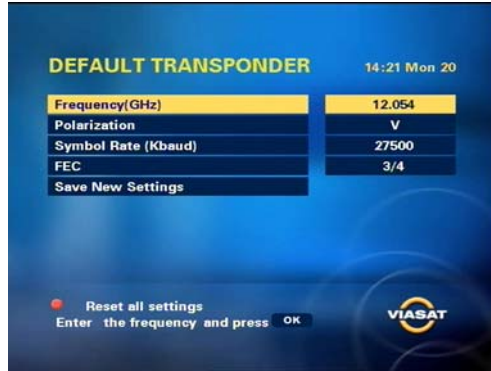 DEFAULT TRANSPONDER 14:21 Mon 20
Frequency(GHz) 12.054
Polarization V
Symbol Rate (Kbaud) 27500
FEC 3/4
Save New Settings
Reset all settings
Enter the frequency and press OK
VIASAT